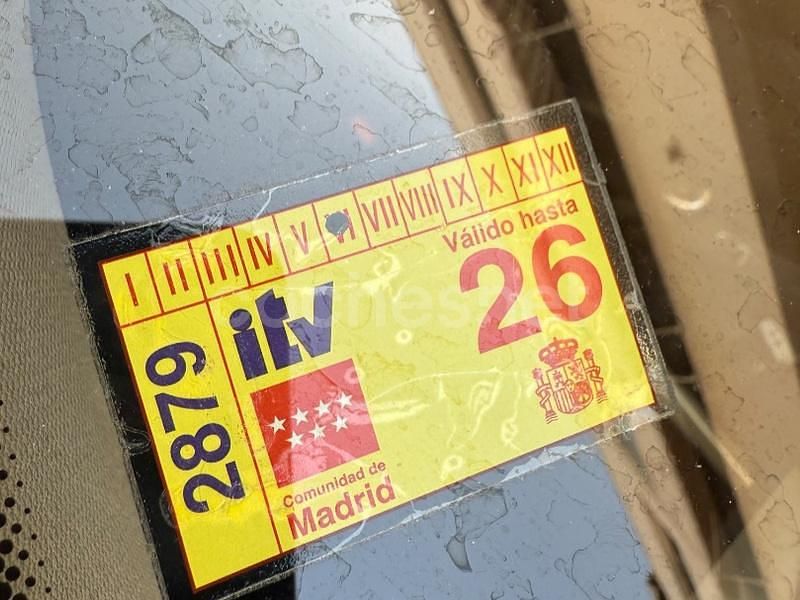 I II III IV V VI VII VIII IX X XI XII
Válido hasta
26
itv
2879
Comunidad de
Madrid